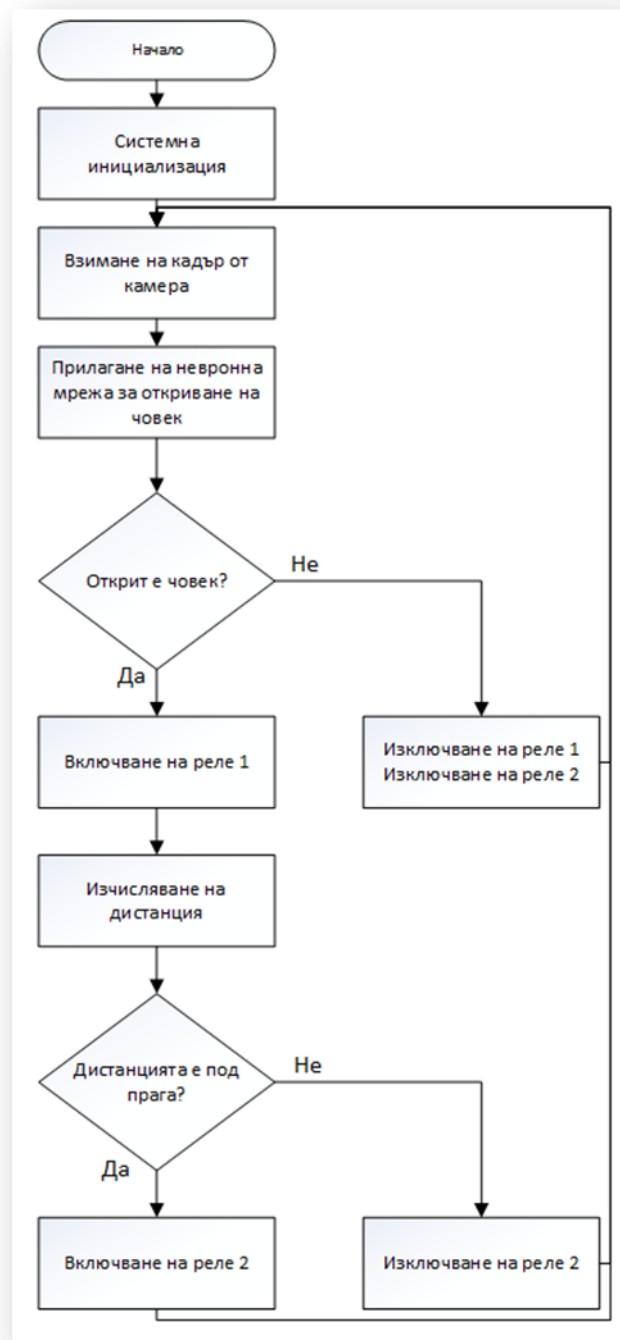 Начало
Системна
инициализация
Взимане на кадър от
камера
Прилагане на невронна
мрежа за откриване на
човек
Открит е човек?
Не
Да
Включване на реле 1
Изключване на реле 1
Изключване на реле 2
Изчисляване на
дистанция
Дистанцията е под
прага?
Не
Да
Включване на реле 2
Изключване на реле 2